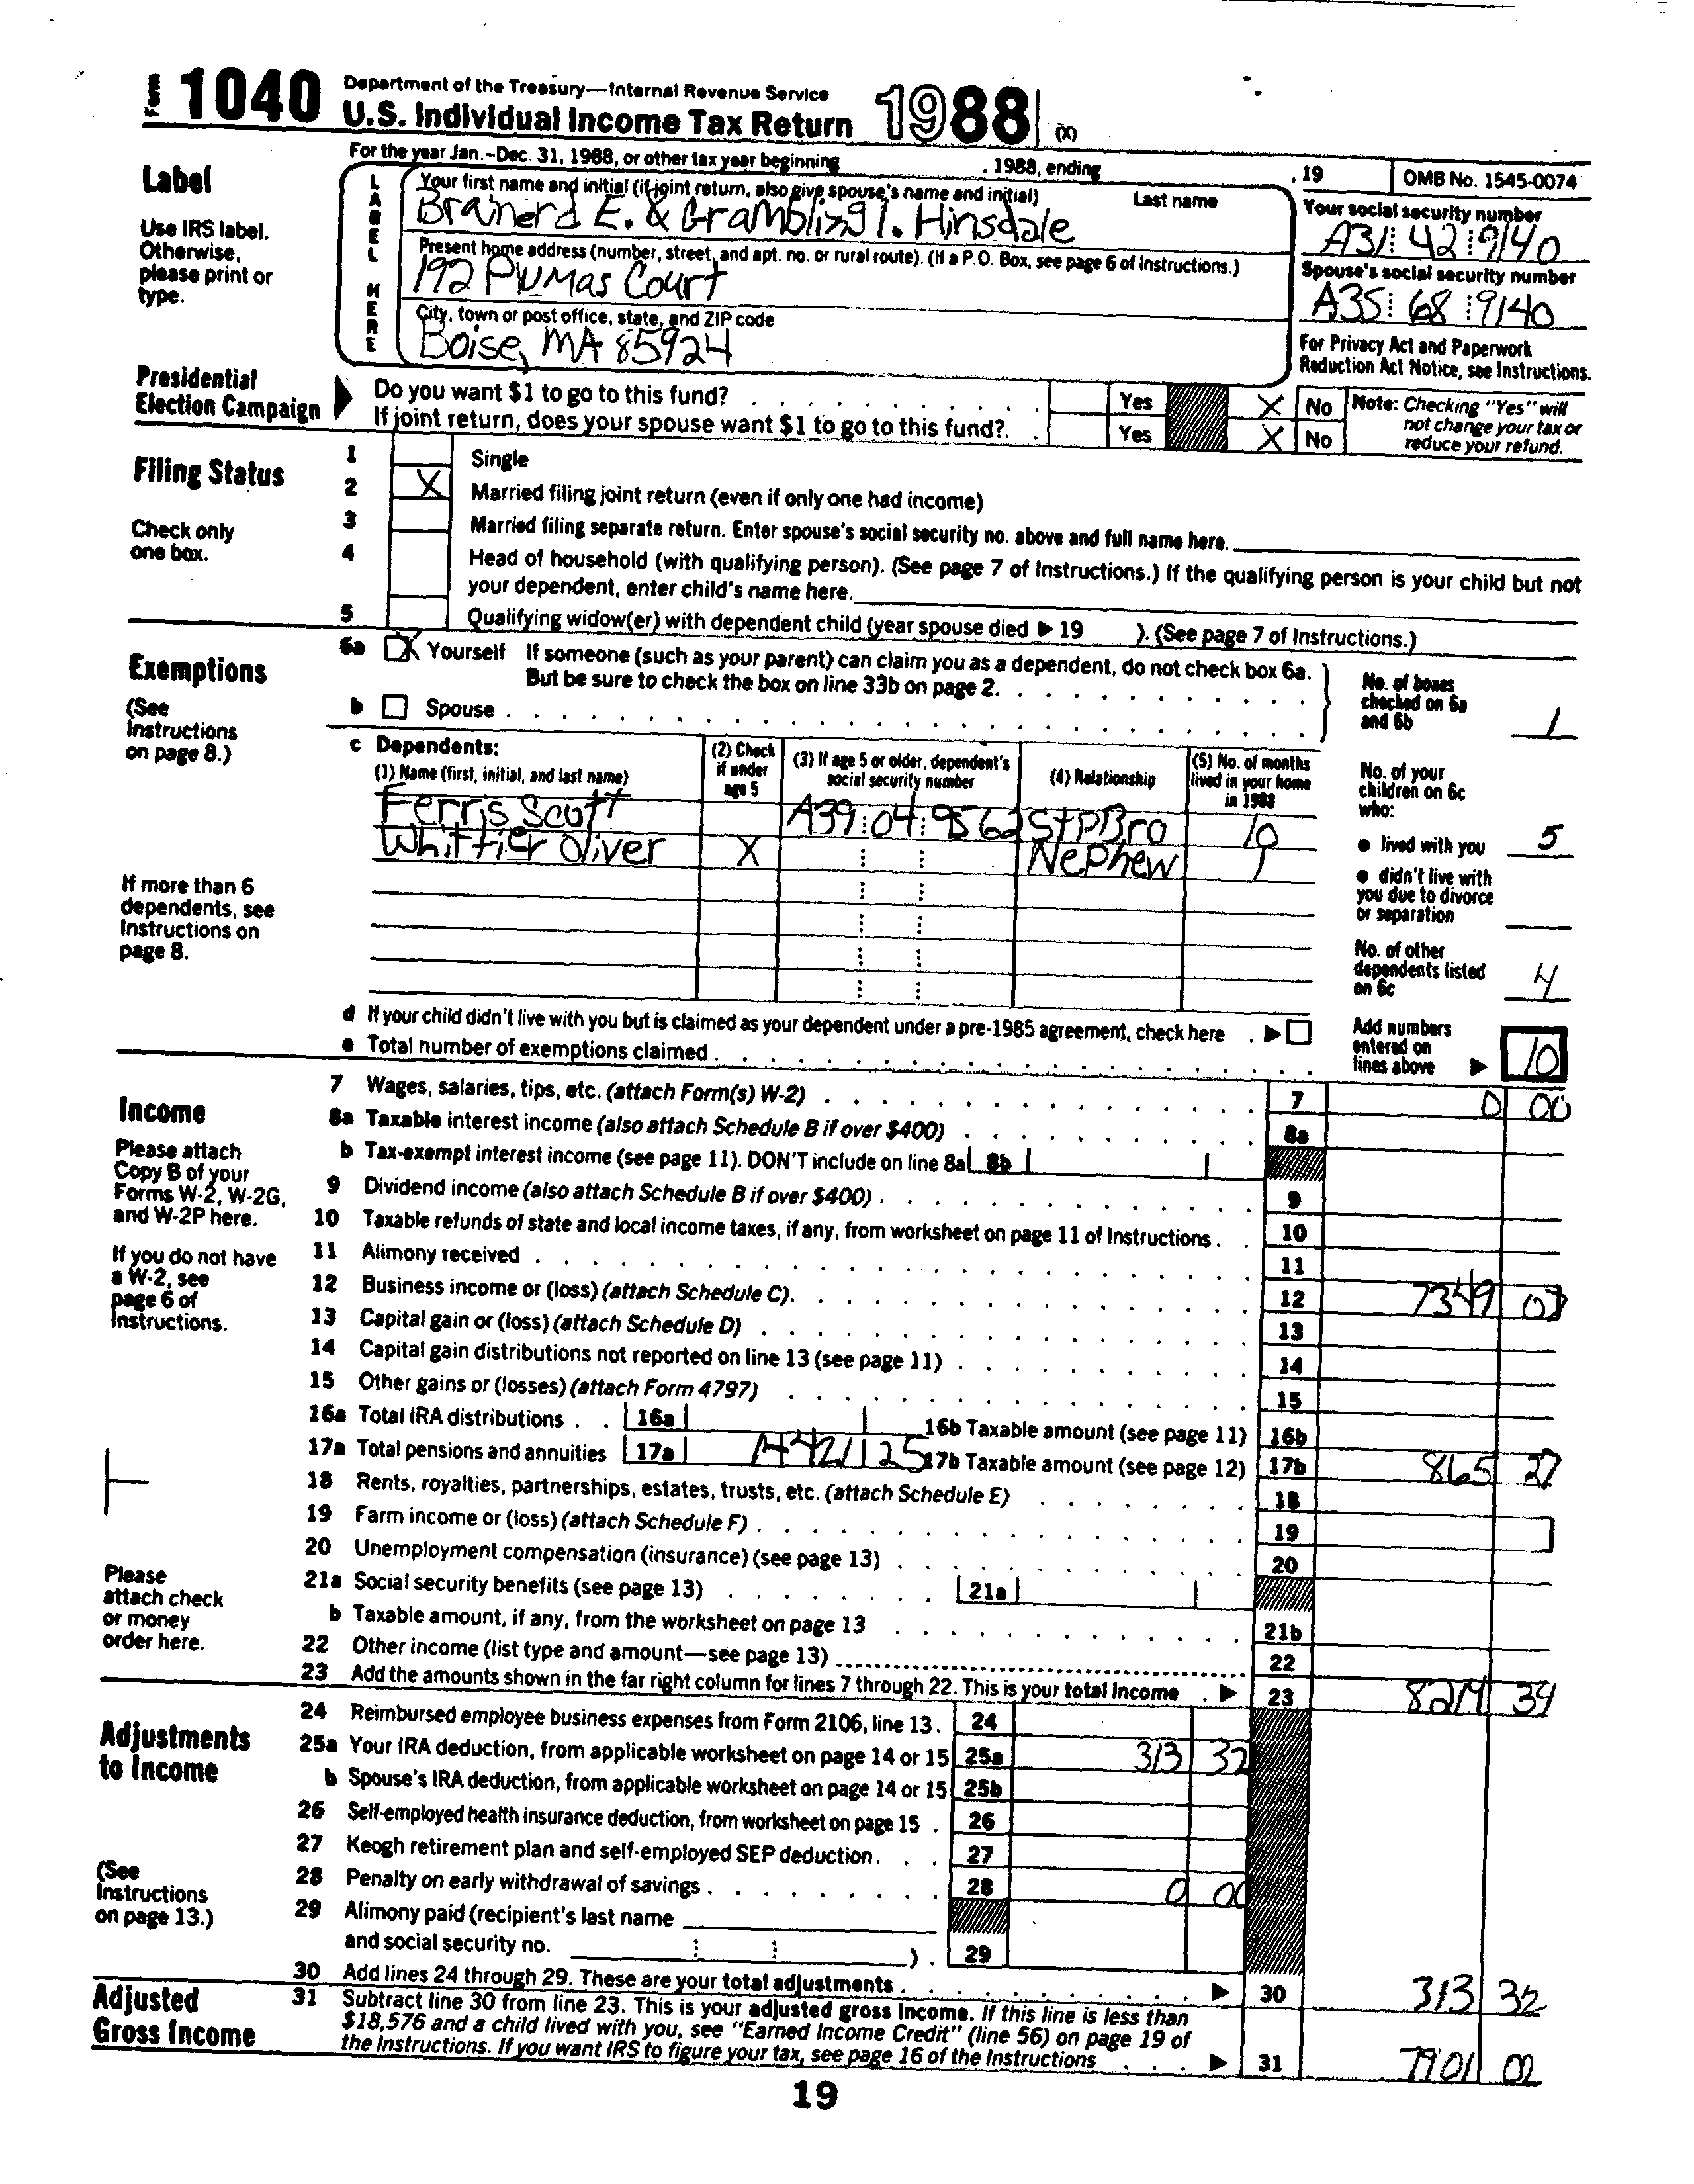 Form 1040 Department of the Treasury—Internal Revenue Service
U.S. Individual Income Tax Return 1988 (X)
For the year Jan.–Dec. 31, 1988, or other tax year beginning , 1988, ending , 19 OMB No. 1545-0074
Label
Use IRS label. Otherwise, please print or type.
LABEL HERE
Your first name and initial (if joint return, also give spouse's name and initial) Last name
Brainerd E. & Grambling I. Hinsdale
Your social security number
A31 42 9140
Present home address (number, street, and apt. no. or rural route). (If a P.O. Box, see page 6 of Instructions.)
192 Plumas Court
Spouse's social security number
A35 68 9140
City, town or post office, state, and ZIP code
Boise, MA 85924
For Privacy Act and Paperwork Reduction Act Notice, see Instructions.
Presidential Election Campaign
Do you want $1 to go to this fund? Yes X No
If joint return, does your spouse want $1 to go to this fund?. Yes X No
Note: Checking "Yes" will not change your tax or reduce your refund.
Filing Status
Check only one box.
1 Single
2 X Married filing joint return (even if only one had income)
3 Married filing separate return. Enter spouse's social security no. above and full name here.
4 Head of household (with qualifying person). (See page 7 of Instructions.) If the qualifying person is your child but not
your dependent, enter child's name here.
5 Qualifying widow(er) with dependent child (year spouse died ▶ 19 ). (See page 7 of Instructions.)
Exemptions
(See Instructions on page 8.)
6a X Yourself If someone (such as your parent) can claim you as a dependent, do not check box 6a.
But be sure to check the box on line 33b on page 2.
b Spouse
No. of boxes checked on 6a and 6b 1
c Dependents:
(1) Name (first, initial, and last name) (2) Check if under age 5 (3) If age 5 or older, dependent's social security number (4) Relationship (5) No. of months lived in your home in 1988
Ferris Scott A39 04 9562 StpBro 10
Whittier Oliver X Nephew
No. of your children on 6c who:
● lived with you 5
● didn't live with you due to divorce or separation
No. of other dependents listed on 6c 4
If more than 6 dependents, see Instructions on page 8.
d If your child didn't live with you but is claimed as your dependent under a pre-1985 agreement, check here ▶
e Total number of exemptions claimed
Add numbers entered on lines above ▶ 10
Income
Please attach Copy B of your Forms W-2, W-2G, and W-2P here.
If you do not have a W-2, see page 6 of Instructions.
Please attach check or money order here.
7 Wages, salaries, tips, etc. (attach Form(s) W-2) 7 0 00
8a Taxable interest income (also attach Schedule B if over $400) 8a
b Tax-exempt interest income (see page 11). DON'T include on line 8a 8b
9 Dividend income (also attach Schedule B if over $400) 9
10 Taxable refunds of state and local income taxes, if any, from worksheet on page 11 of Instructions. 10
11 Alimony received 11
12 Business income or (loss) (attach Schedule C). 12 7349 07
13 Capital gain or (loss) (attach Schedule D) 13
14 Capital gain distributions not reported on line 13 (see page 11) 14
15 Other gains or (losses) (attach Form 4797) 15
16a Total IRA distributions 16a 16b Taxable amount (see page 11) 16b
17a Total pensions and annuities 17a 1442 25 17b Taxable amount (see page 12) 17b 865 27
18 Rents, royalties, partnerships, estates, trusts, etc. (attach Schedule E) 18
19 Farm income or (loss) (attach Schedule F) 19
20 Unemployment compensation (insurance) (see page 13) 20
21a Social security benefits (see page 13) 21a
b Taxable amount, if any, from the worksheet on page 13 21b
22 Other income (list type and amount—see page 13) 22
23 Add the amounts shown in the far right column for lines 7 through 22. This is your total income ▶ 23 8214 34
Adjustments to Income
(See Instructions on page 13.)
24 Reimbursed employee business expenses from Form 2106, line 13. 24
25a Your IRA deduction, from applicable worksheet on page 14 or 15 25a 313 32
b Spouse's IRA deduction, from applicable worksheet on page 14 or 15 25b
26 Self-employed health insurance deduction, from worksheet on page 15 . 26
27 Keogh retirement plan and self-employed SEP deduction. 27
28 Penalty on early withdrawal of savings 28 0 00
29 Alimony paid (recipient's last name
and social security no. ). 29
30 Add lines 24 through 29. These are your total adjustments ▶ 30 313 32
Adjusted Gross Income
31 Subtract line 30 from line 23. This is your adjusted gross income. If this line is less than
$18,576 and a child lived with you, see "Earned Income Credit" (line 56) on page 19 of
the Instructions. If you want IRS to figure your tax, see page 16 of the Instructions ▶ 31 7901 02
19